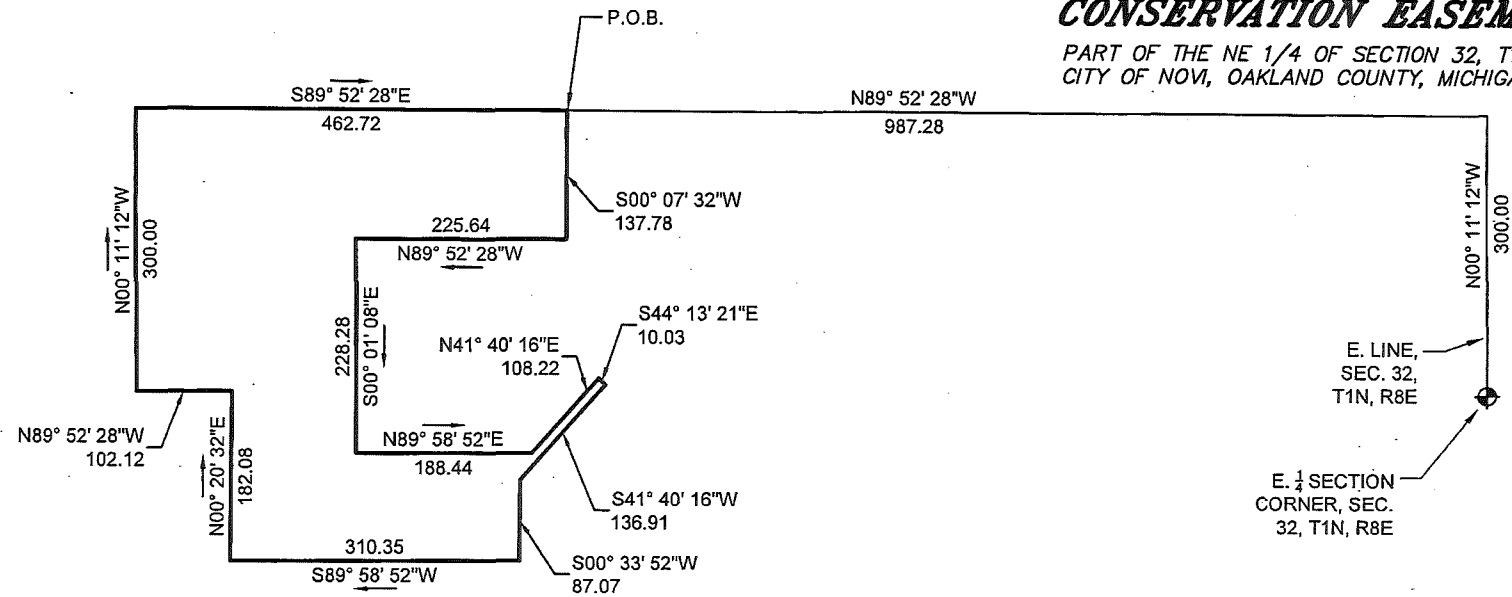 P.O.B.
CONSERVATION
PART OF THE NE 1/4 OF SECTION 32,
CITY OF NOVI, OAKLAND COUNTY,
S89° 52' 28"E
462.72
N89° 52' 28"W
987.28
N00° 11' 12"W
300.00
S00° 07' 32"W
137.78
225.64
N89° 52' 28"W
N00° 11' 12"W
300.00
228.28
S00° 01' 08"E
S44° 13' 21"E
10.03
N41° 40' 16"E
108.22
E. LINE,
SEC. 32,
T1N, R8E
N89° 52' 28"W
102.12
N00° 20' 32"E
182.08
N89° 58' 52"E
188.44
S41° 40' 16"W
136.91
E. 1/4 SECTION
CORNER, SEC.
32, T1N, R8E
310.35
S89° 58' 52"W
S00° 33' 52"W
87.07